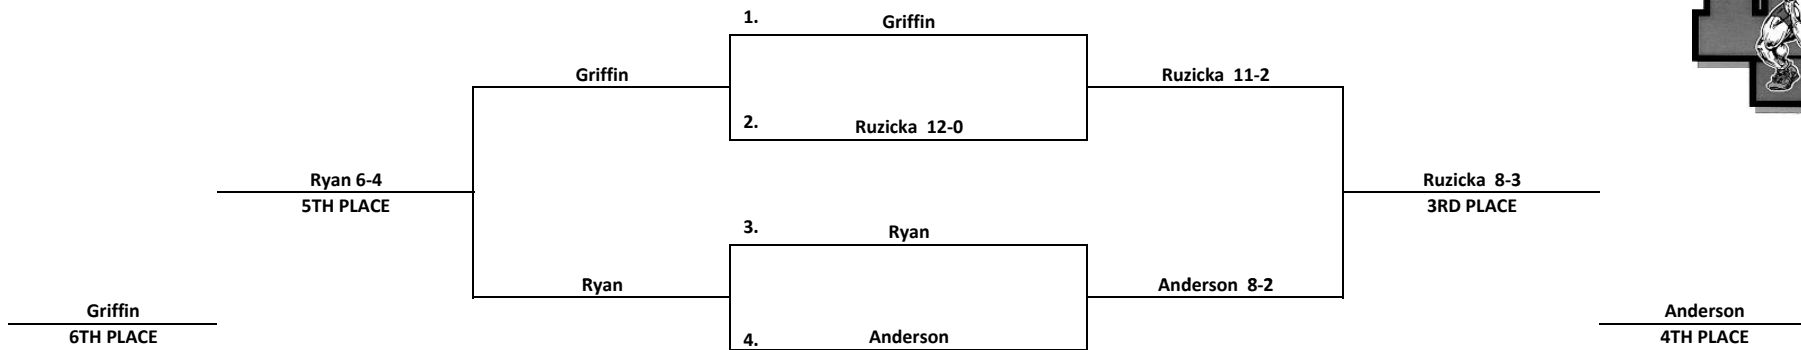 1. Griffin
Griffin
Ruzicka 11-2
2. Ruzicka 12-0
Ryan 6-4
5TH PLACE
Ruzicka 8-3
3RD PLACE
3. Ryan
Ryan
Anderson 8-2
Griffin
6TH PLACE
4. Anderson
Anderson
4TH PLACE